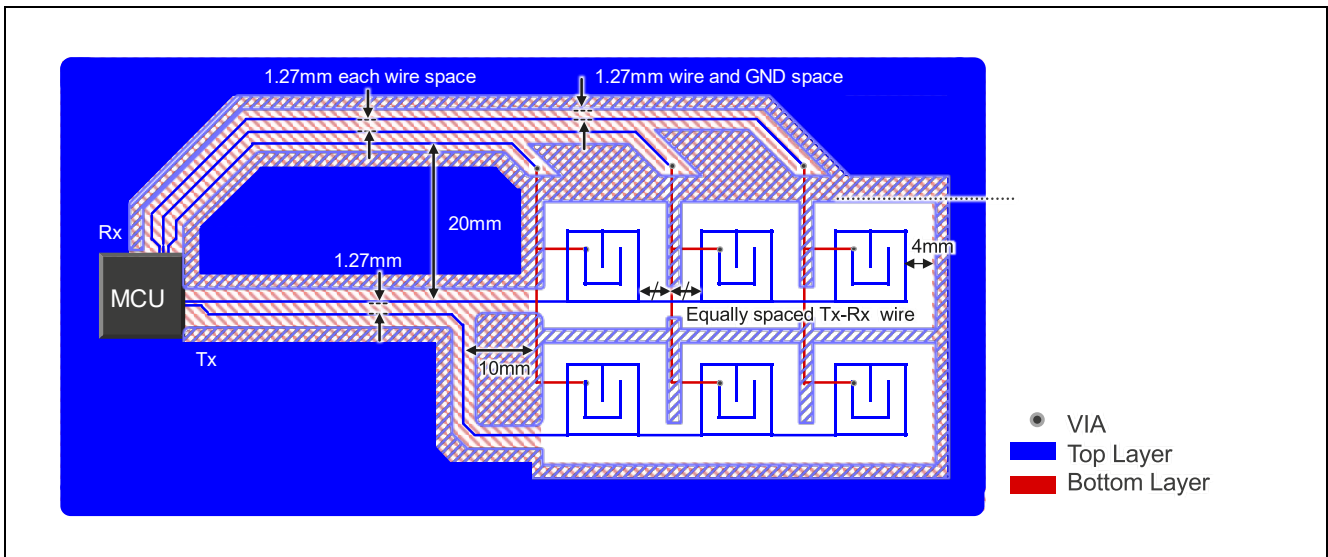 1.27mm each wire space
1.27mm wire and GND space
Rx
20mm
4mm
1.27mm
MCU
Equally spaced Tx-Rx wire
Tx
10mm
VIA
Top Layer
Bottom Layer